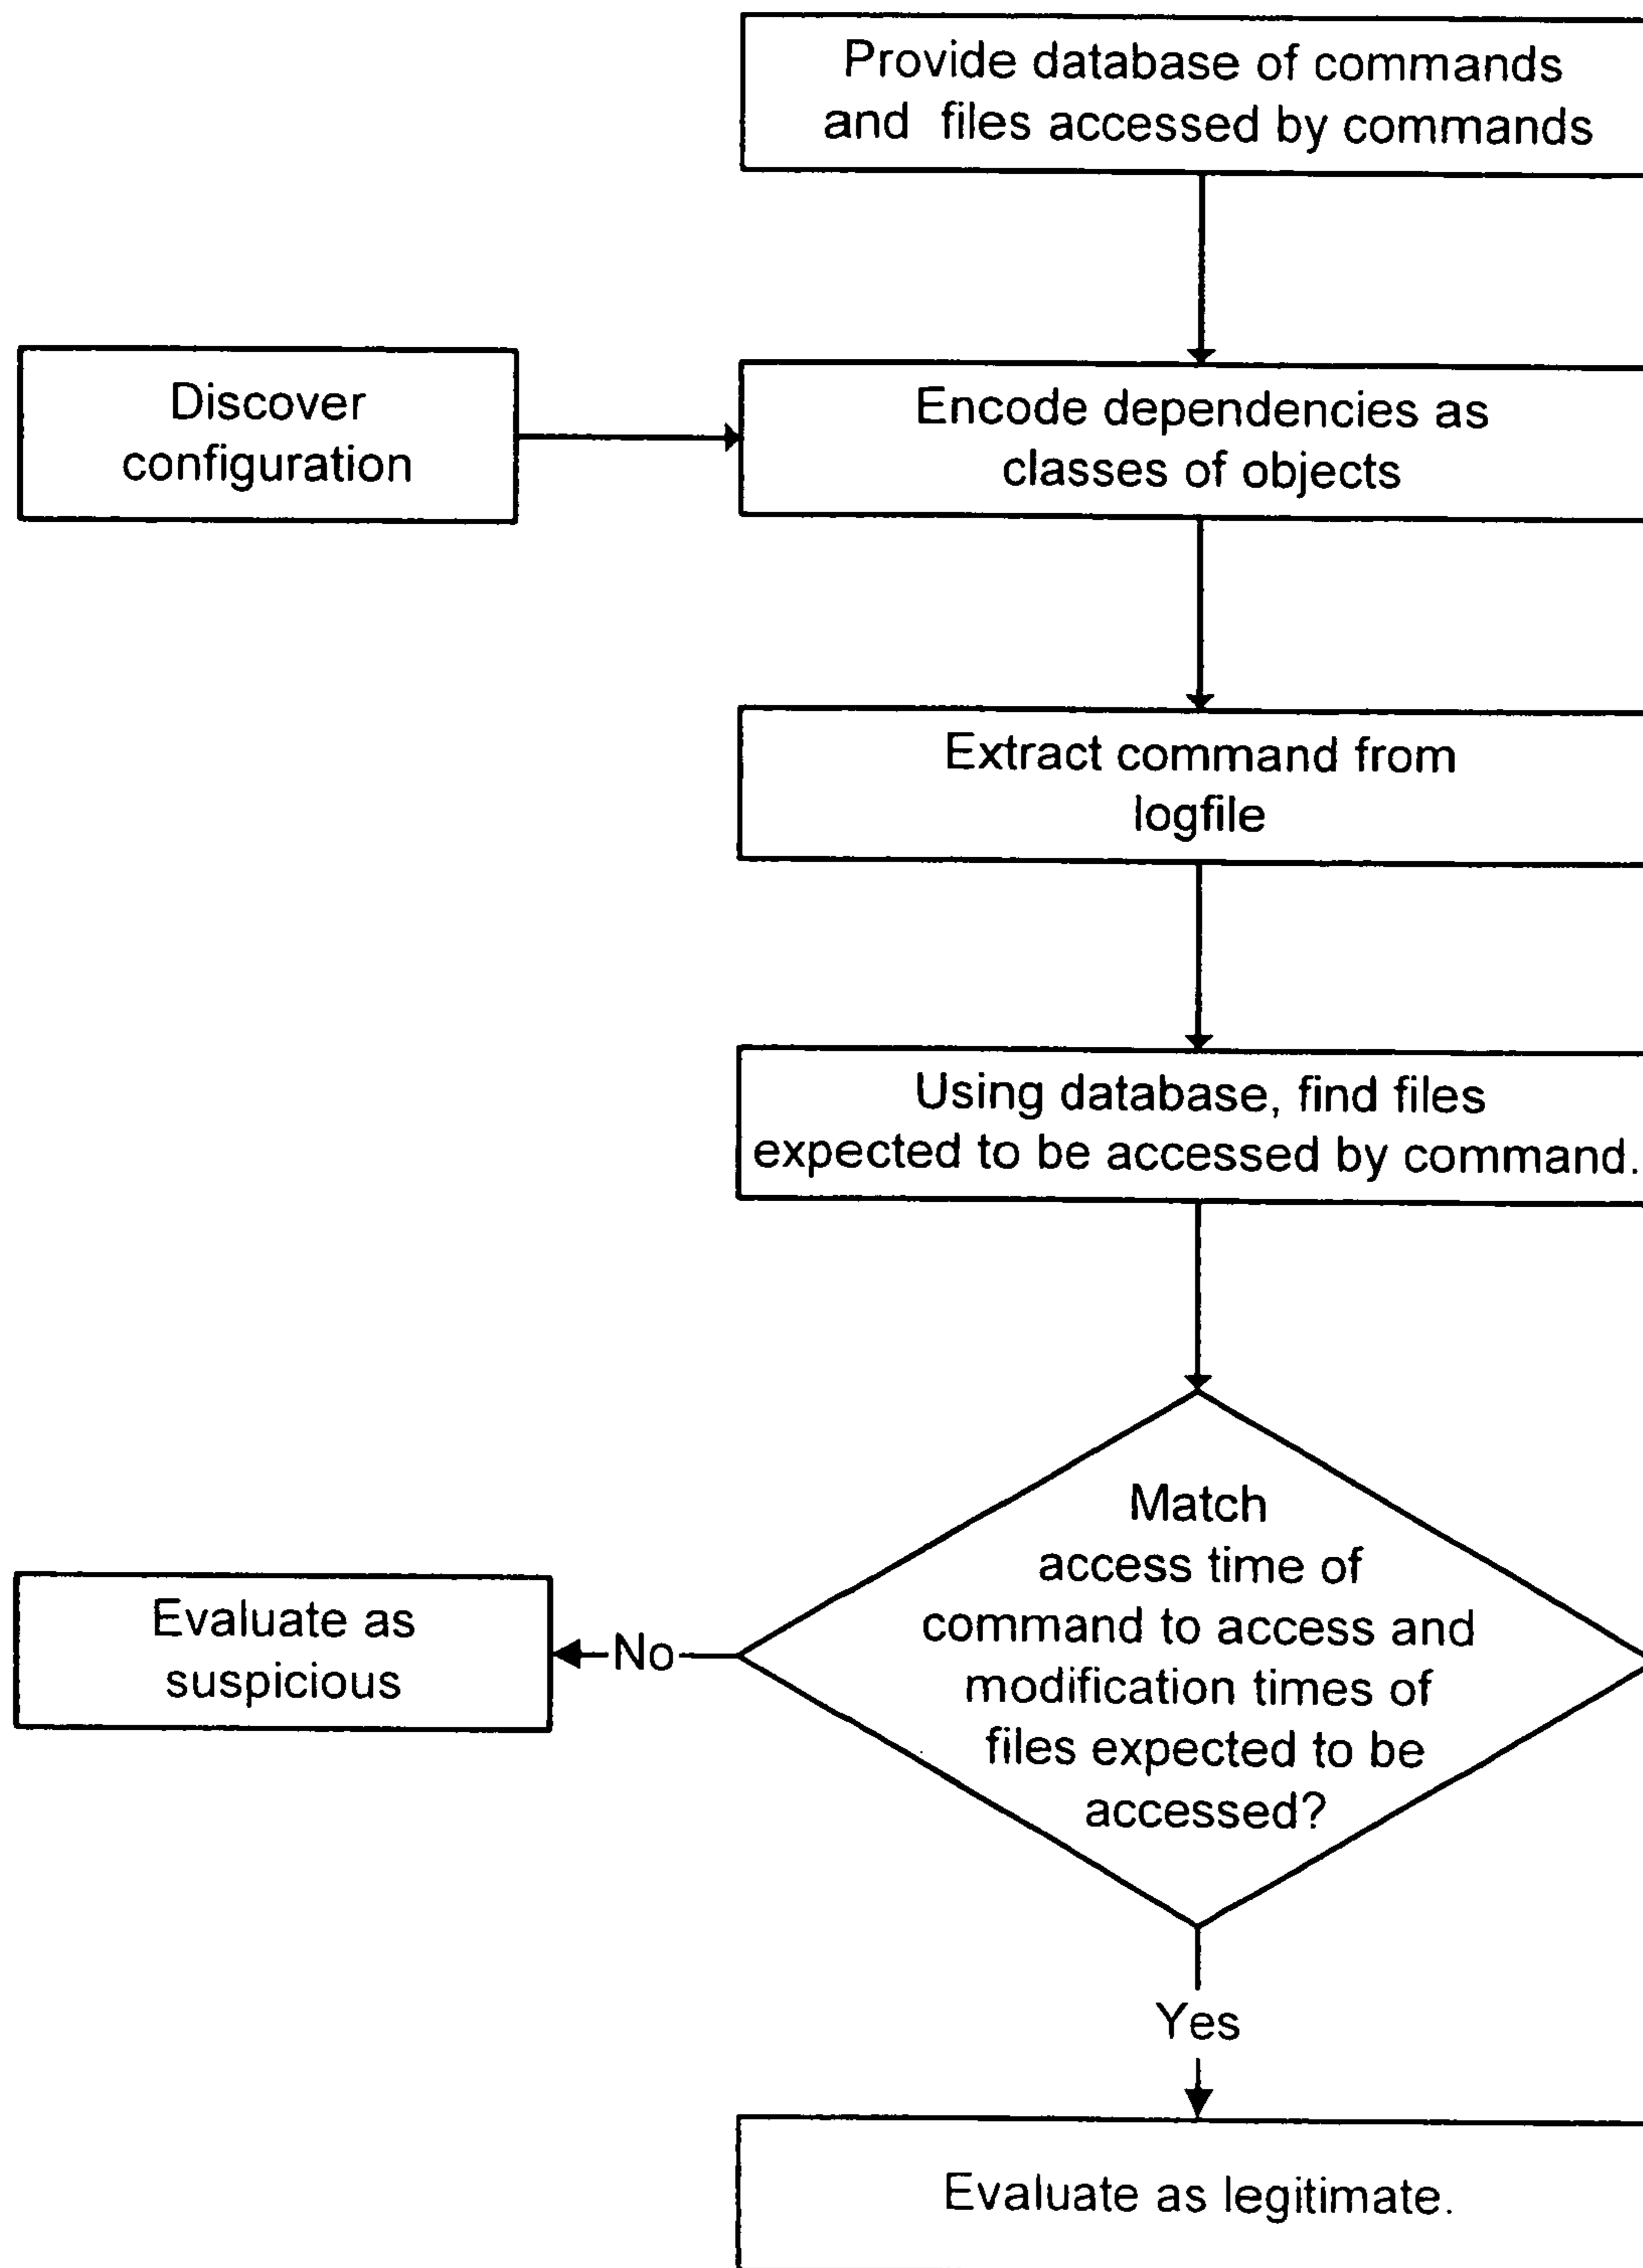 Provide database of commands
and files accessed by commands
Discover
configuration
Encode dependencies as
classes of objects
Extract command from
logfile
Using database, find files
expected to be accessed by command.
Match
access time of
command to access and
modification times of
files expected to be
accessed?
No
Evaluate as
suspicious
Yes
Evaluate as legitimate.